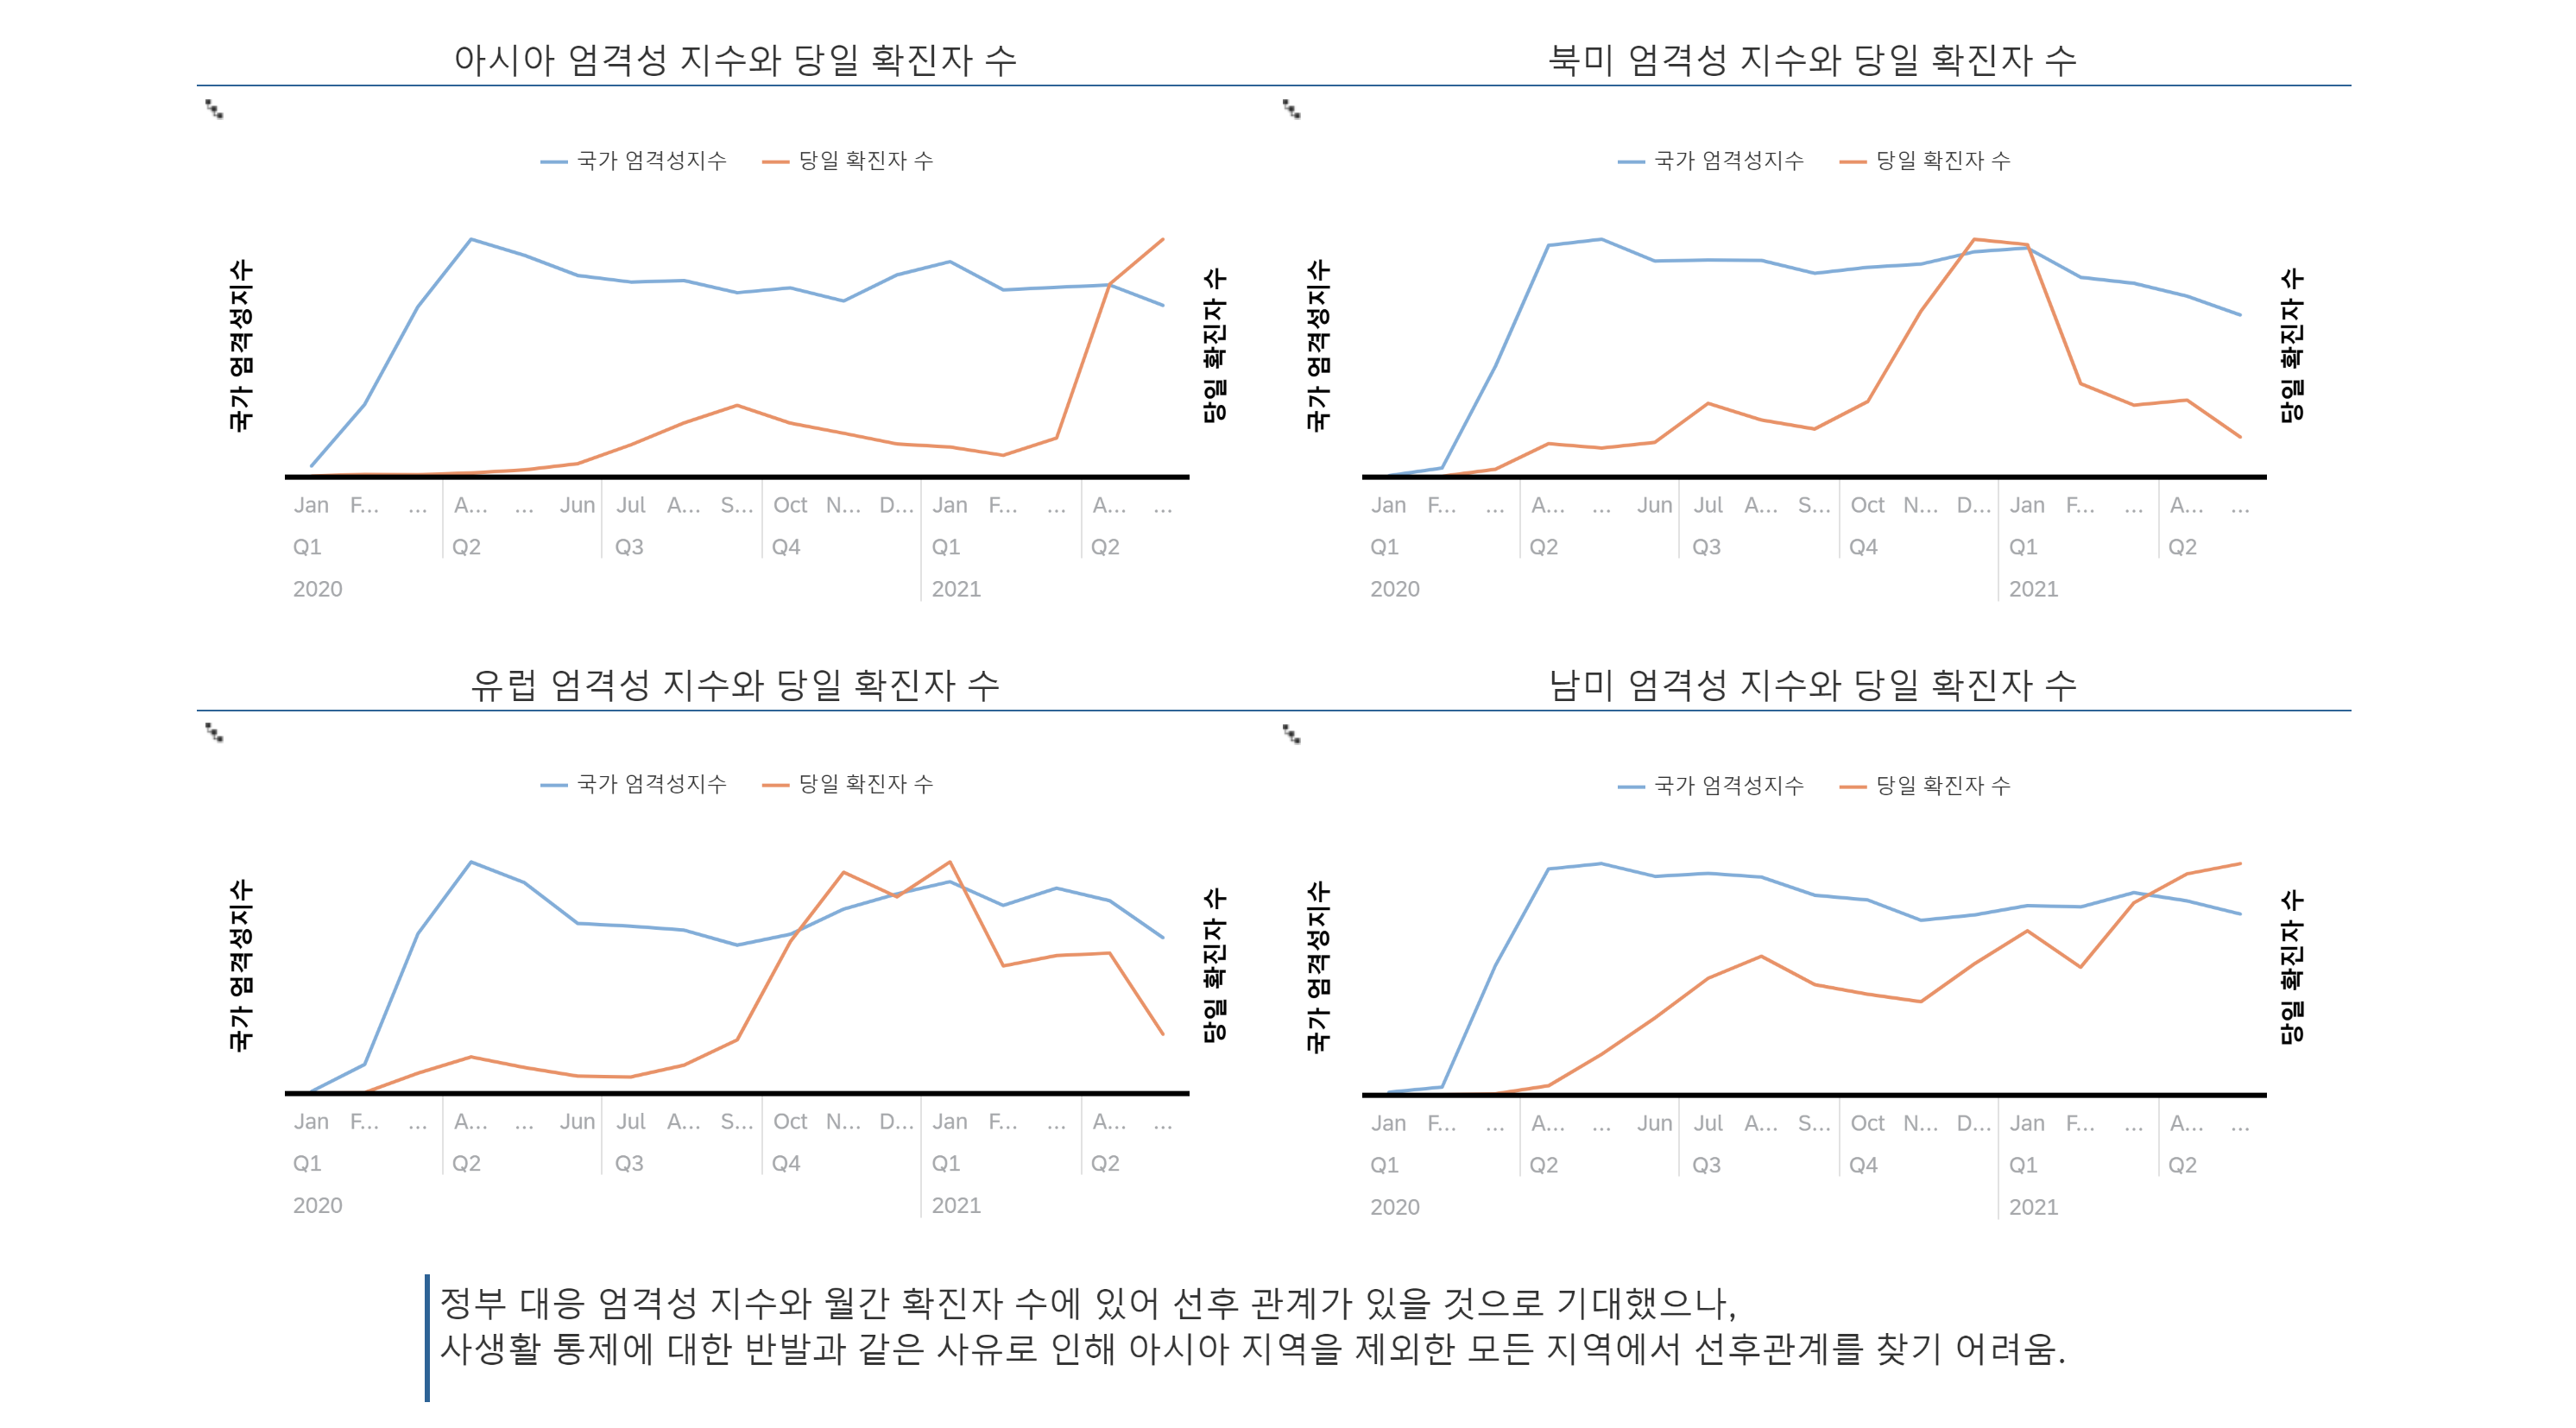 아시아 엄격성 지수와 당일 확진자 수
국가 엄격성지수 당일 확진자 수
국가 엄격성지수
당일 확진자 수
Jan F... ... A... ... Jun Jul A... S... Oct N... D... Jan F... ... A... ...
Q1 Q2 Q3 Q4 Q1 Q2
2020 2021
북미 엄격성 지수와 당일 확진자 수
국가 엄격성지수 당일 확진자 수
국가 엄격성지수
당일 확진자 수
Jan F... ... A... ... Jun Jul A... S... Oct N... D... Jan F... ... A... ...
Q1 Q2 Q3 Q4 Q1 Q2
2020 2021
유럽 엄격성 지수와 당일 확진자 수
국가 엄격성지수 당일 확진자 수
국가 엄격성지수
당일 확진자 수
Jan F... ... A... ... Jun Jul A... S... Oct N... D... Jan F... ... A... ...
Q1 Q2 Q3 Q4 Q1 Q2
2020 2021
남미 엄격성 지수와 당일 확진자 수
국가 엄격성지수 당일 확진자 수
국가 엄격성지수
당일 확진자 수
Jan F... ... A... ... Jun Jul A... S... Oct N... D... Jan F... ... A... ...
Q1 Q2 Q3 Q4 Q1 Q2
2020 2021
정부 대응 엄격성 지수와 월간 확진자 수에 있어 선후 관계가 있을 것으로 기대했으나,
사생활 통제에 대한 반발과 같은 사유로 인해 아시아 지역을 제외한 모든 지역에서 선후관계를 찾기 어려움.